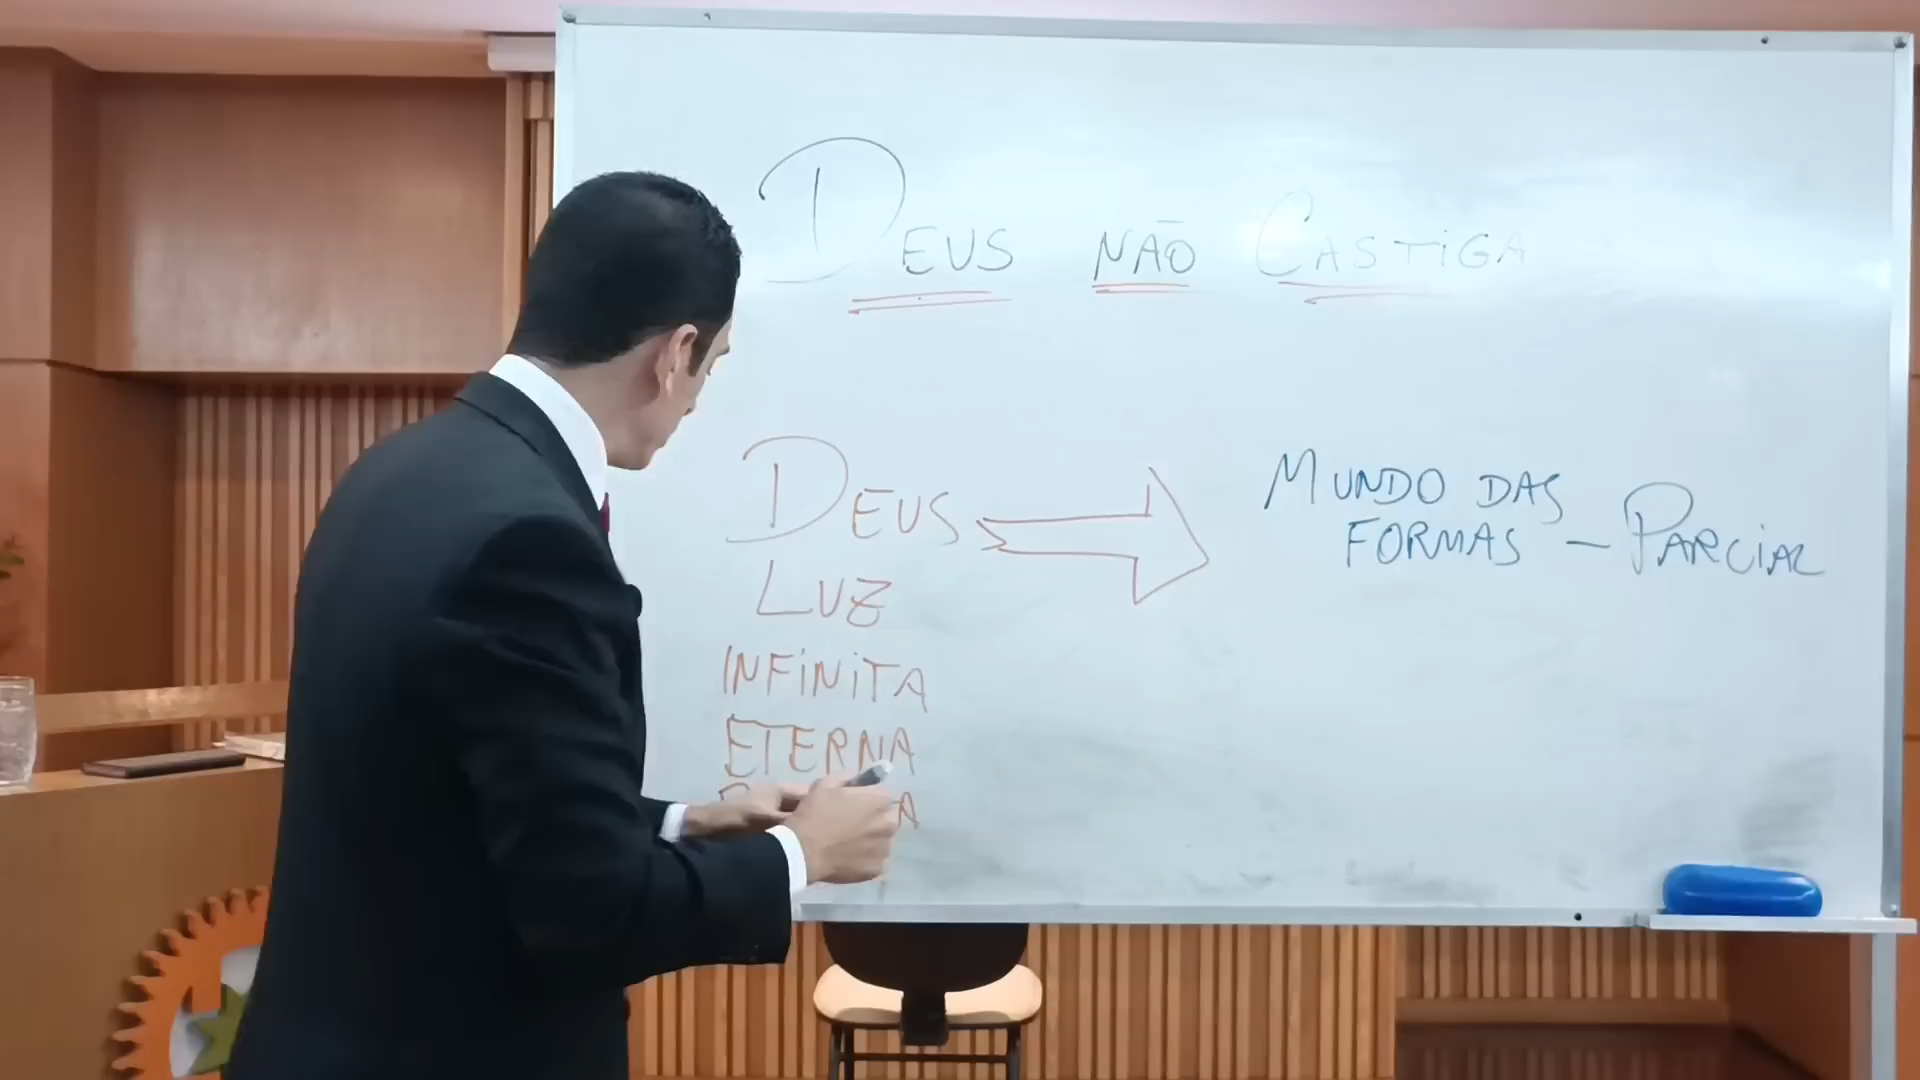 DEUS NÃO CASTIGA
DEUS
LUZ
INFINITA
ETERNA
MUNDO DAS
FORMAS - PARCIAL